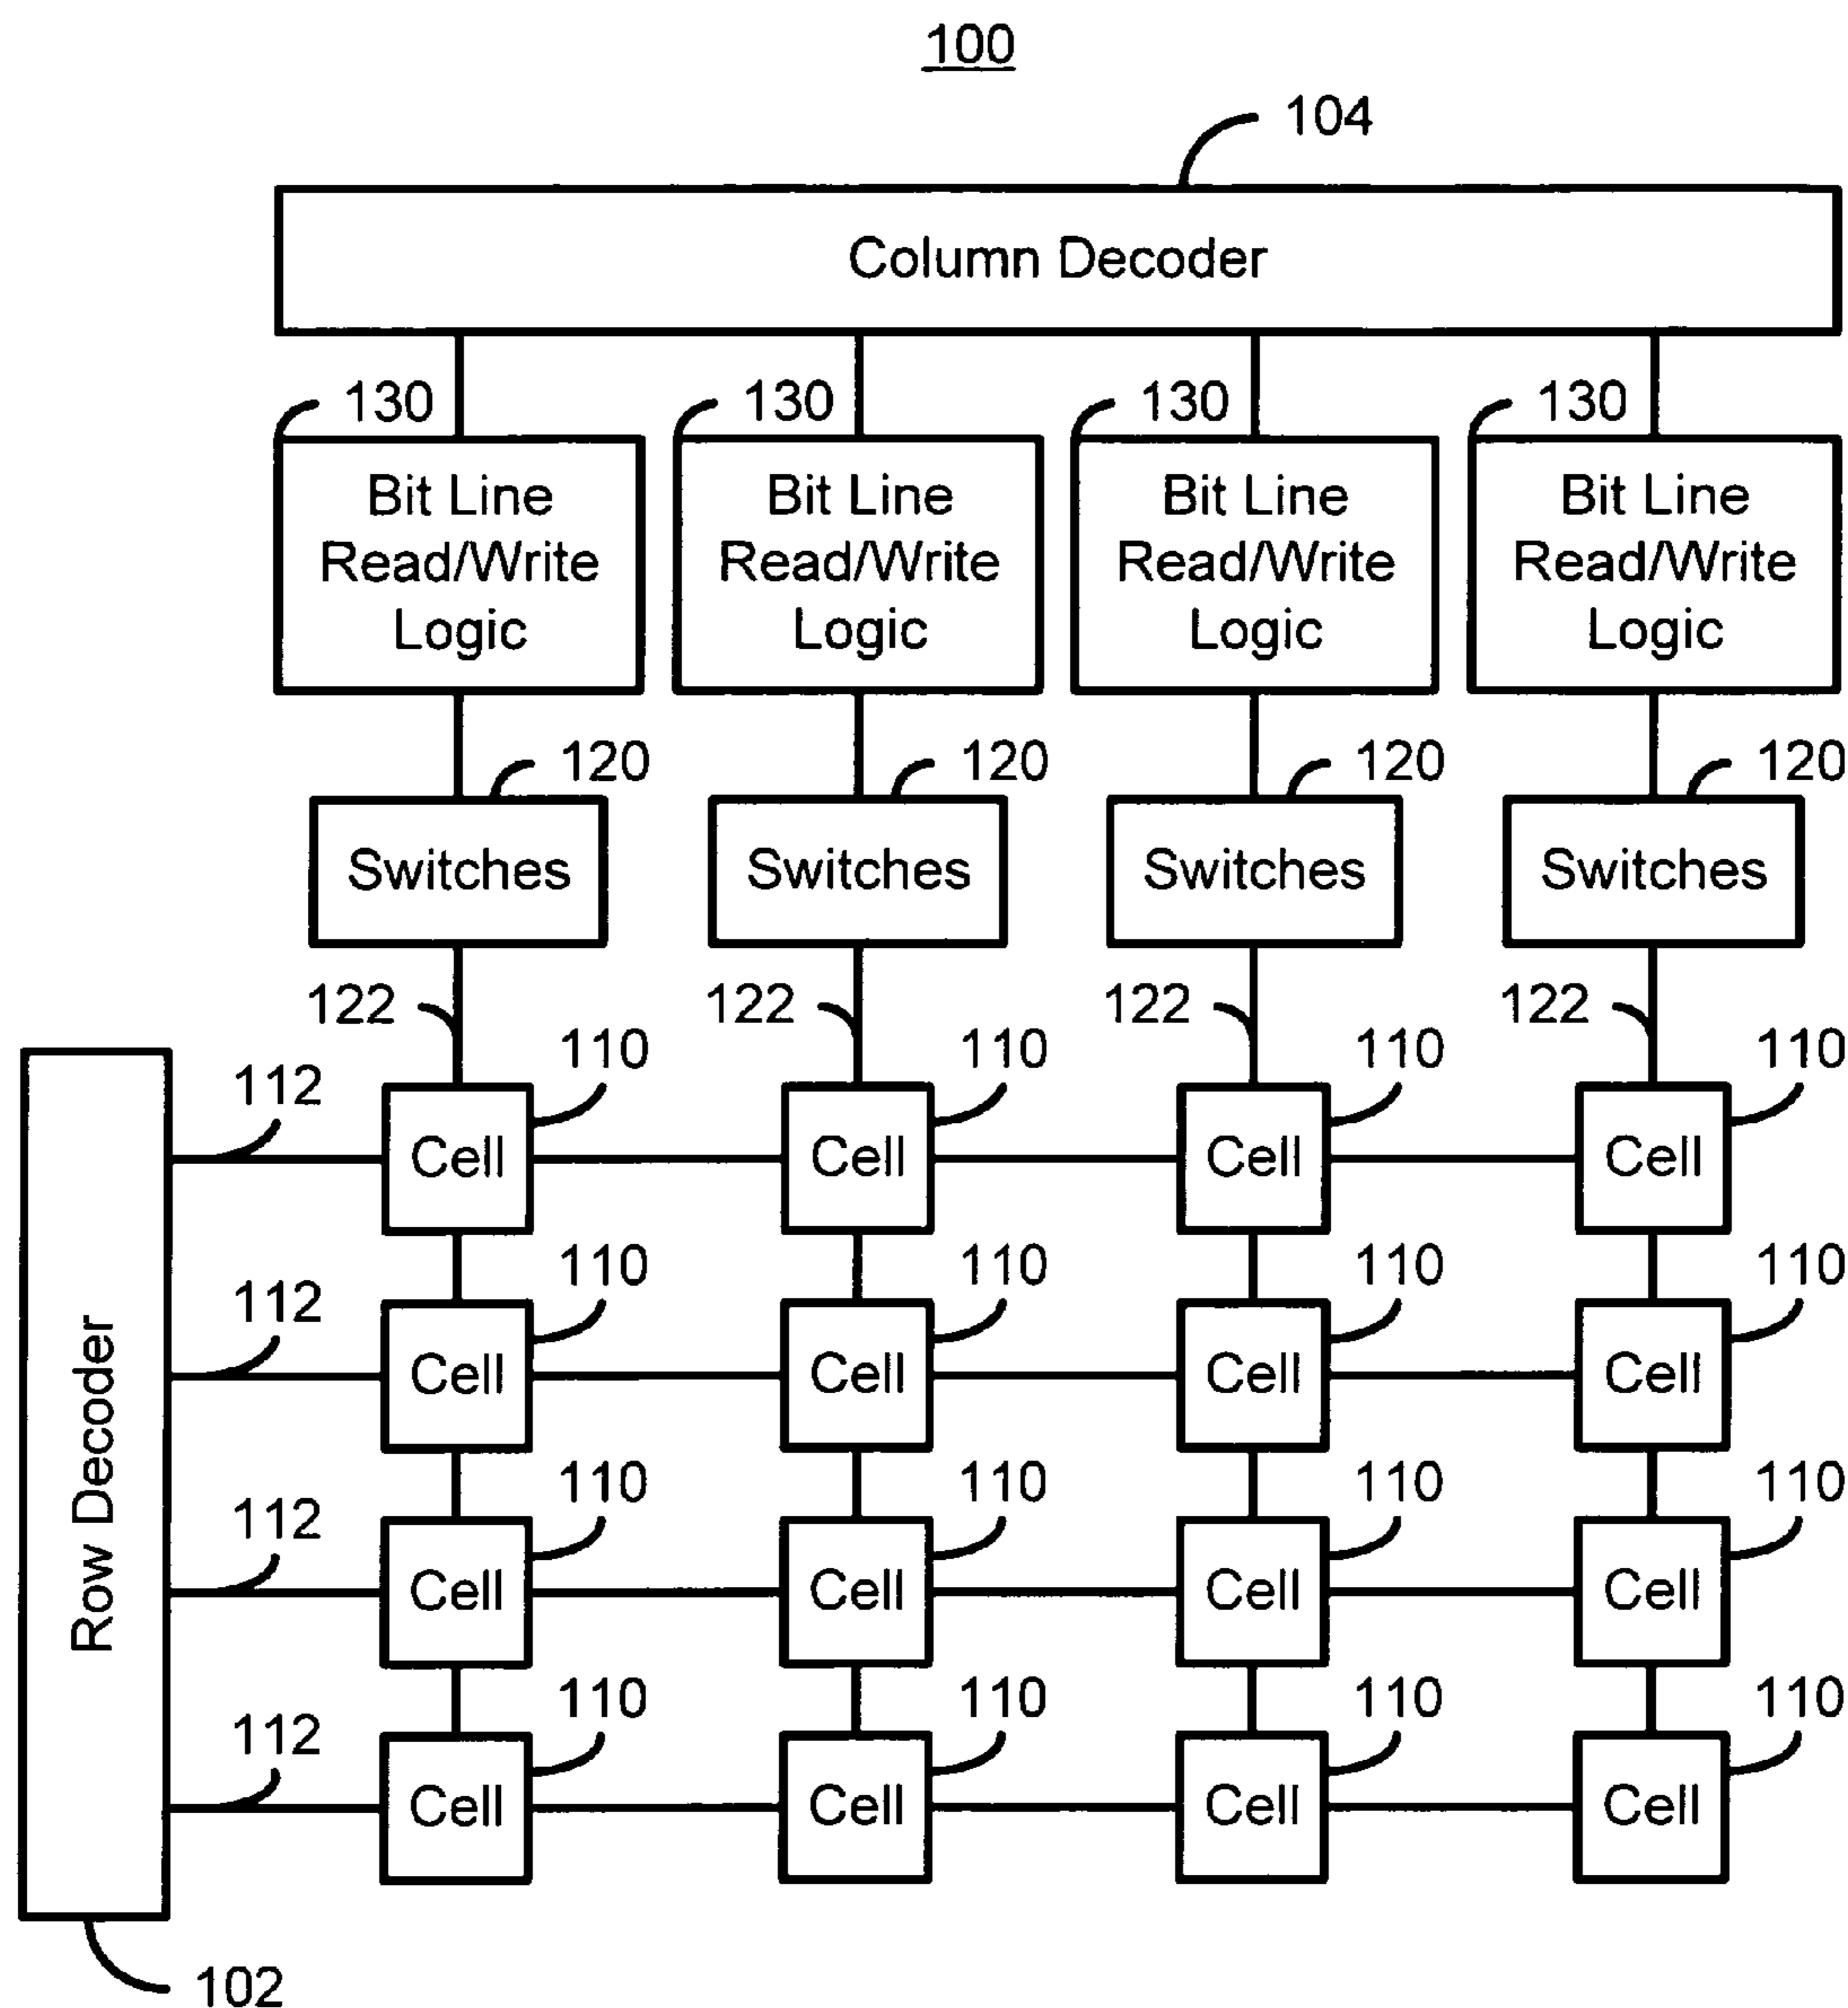 100
104
Column Decoder
130 130 130 130
Bit Line Bit Line Bit Line Bit Line
Read/Write Read/Write Read/Write Read/Write
Logic Logic Logic Logic
120 120 120 120
Switches Switches Switches Switches
122 122 122 122
110 110 110 110
112
Cell Cell Cell Cell
110 110 110 110
112
Cell Cell Cell Cell
Row Decoder
110 110 110 110
112
Cell Cell Cell Cell
110 110 110 110
112
Cell Cell Cell Cell
102